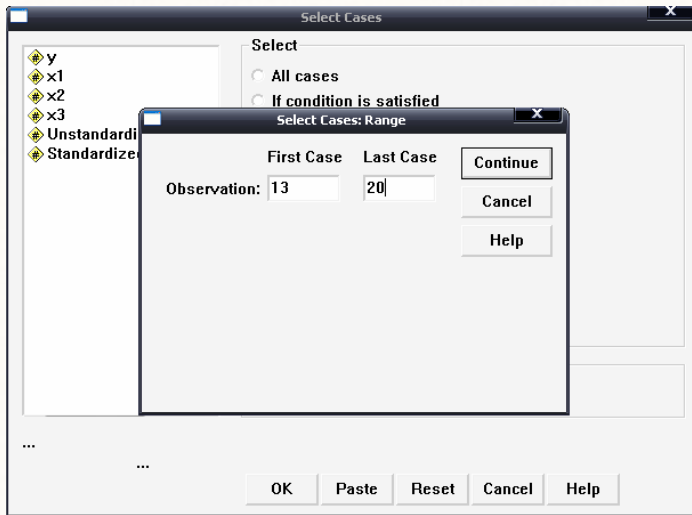 Select Cases
X
y
x1
x2
x3
Unstandardi
Standardized
Select
All cases
If condition is satisfied
Select Cases: Range
X
First Case Last Case
Observation: 13 20
Continue
Cancel
Help
...
...
OK Paste Reset Cancel Help